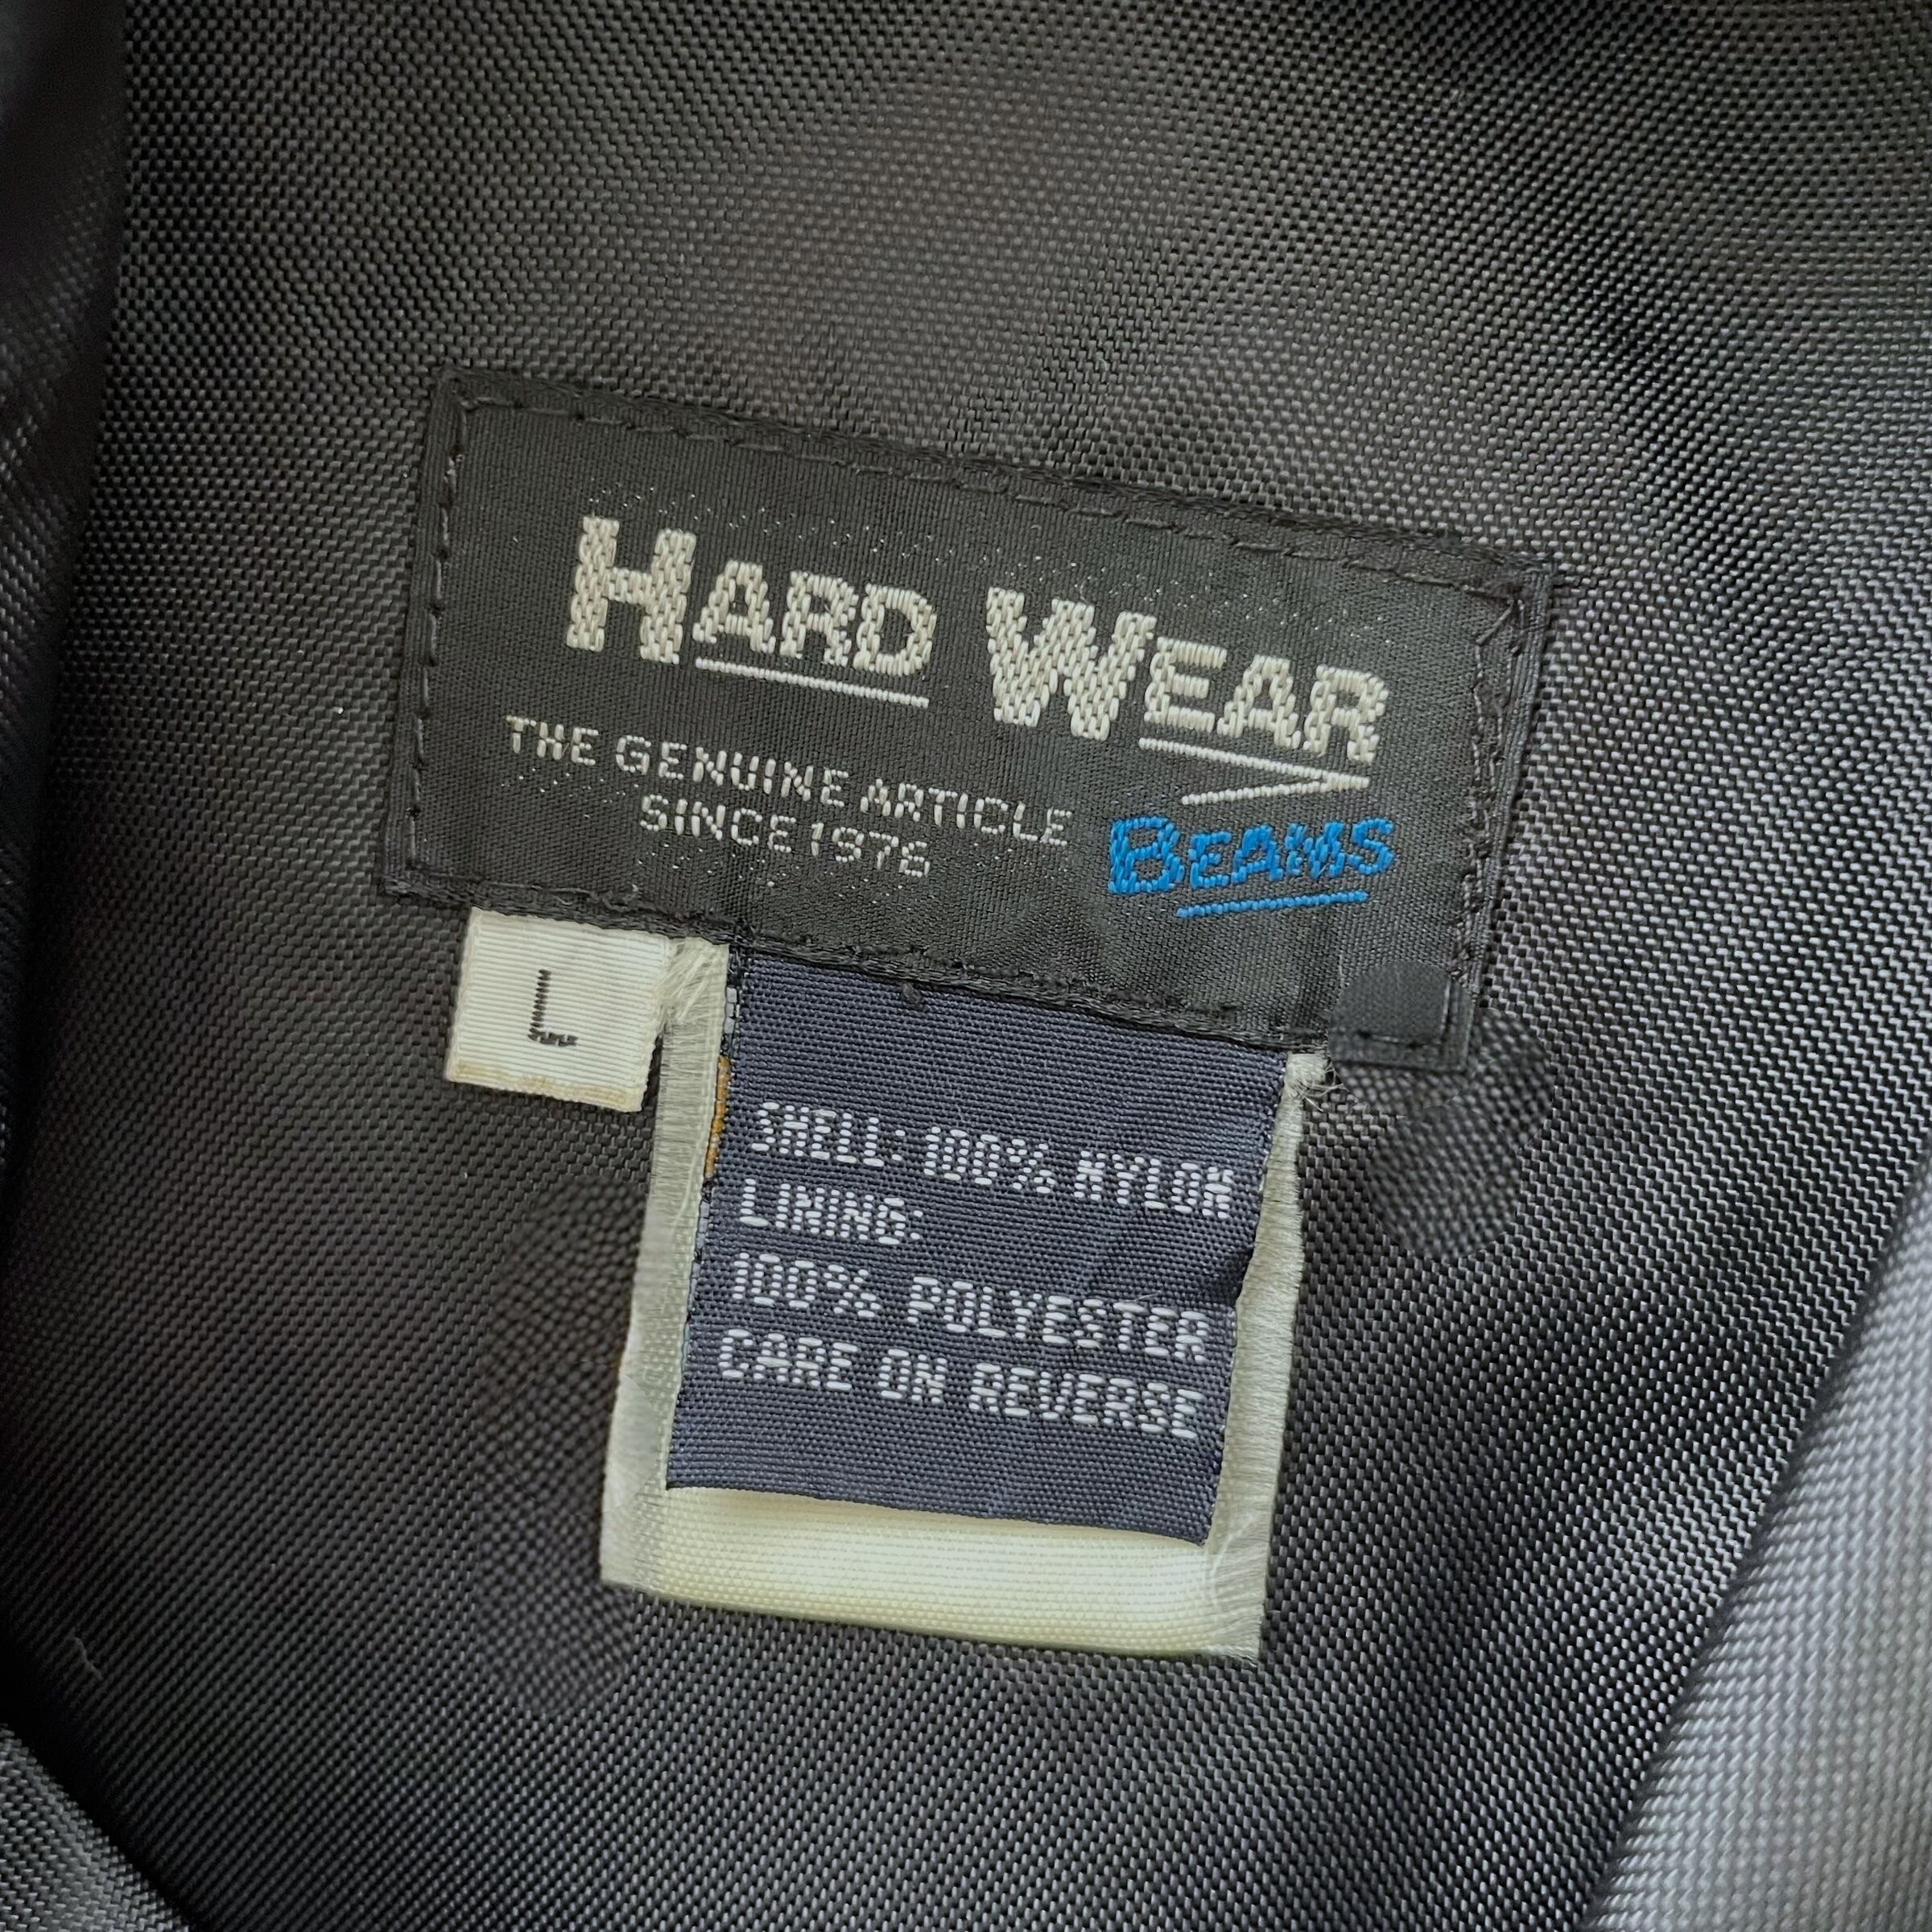 HARD WEAR
THE GENUINE ARTICLE
SINCE 1976
BEAMS
L
SHELL: 100% NYLON
LINING:
100% POLYESTER
CARE ON REVERSE